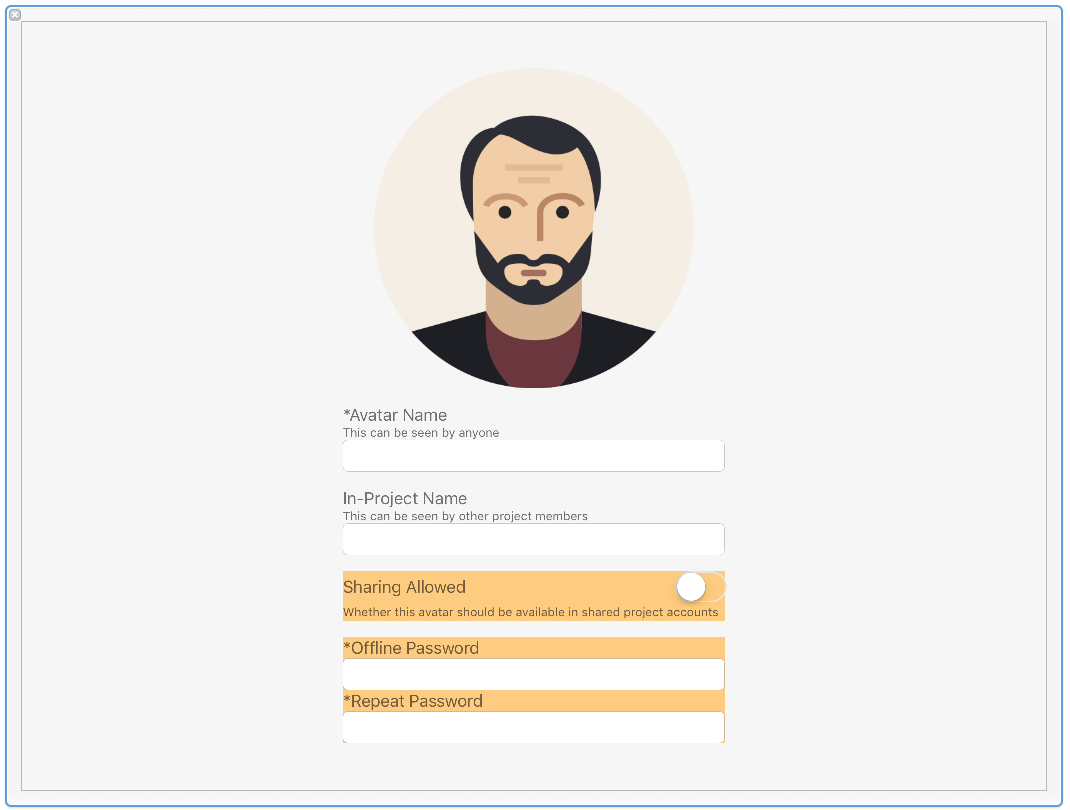 *Avatar Name
This can be seen by anyone
In-Project Name
This can be seen by other project members
Sharing Allowed
Whether this avatar should be available in shared project accounts
*Offline Password
*Repeat Password